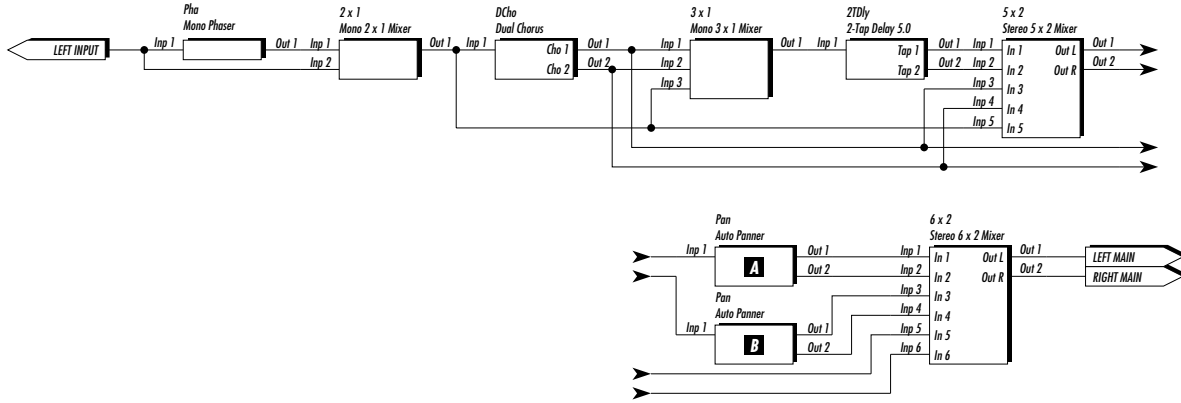 Pha
Mono Phaser
2 x 1
Mono 2 x 1 Mixer
DCho
Dual Chorus
3 x 1
Mono 3 x 1 Mixer
2TDly
2-Tap Delay 5.0
5 x 2
Stereo 5 x 2 Mixer
LEFT INPUT
Inp 1
Out 1
Inp 1
Inp 2
Out 1
Inp 1
Cho 1
Cho 2
Out 1
Out 2
Inp 1
Inp 2
Inp 3
Out 1
Inp 1
Tap 1
Tap 2
Out 1
Out 2
Inp 1
Inp 2
Inp 3
Inp 4
Inp 5
In 1
In 2
In 3
In 4
In 5
Out L
Out R
Out 1
Out 2
Pan
Auto Panner
Inp 1
A
Out 1
Out 2
Pan
Auto Panner
Inp 1
B
Out 1
Out 2
6 x 2
Stereo 6 x 2 Mixer
Inp 1
Inp 2
Inp 3
Inp 4
Inp 5
Inp 6
In 1
In 2
In 3
In 4
In 5
In 6
Out L
Out R
Out 1
Out 2
LEFT MAIN
RIGHT MAIN